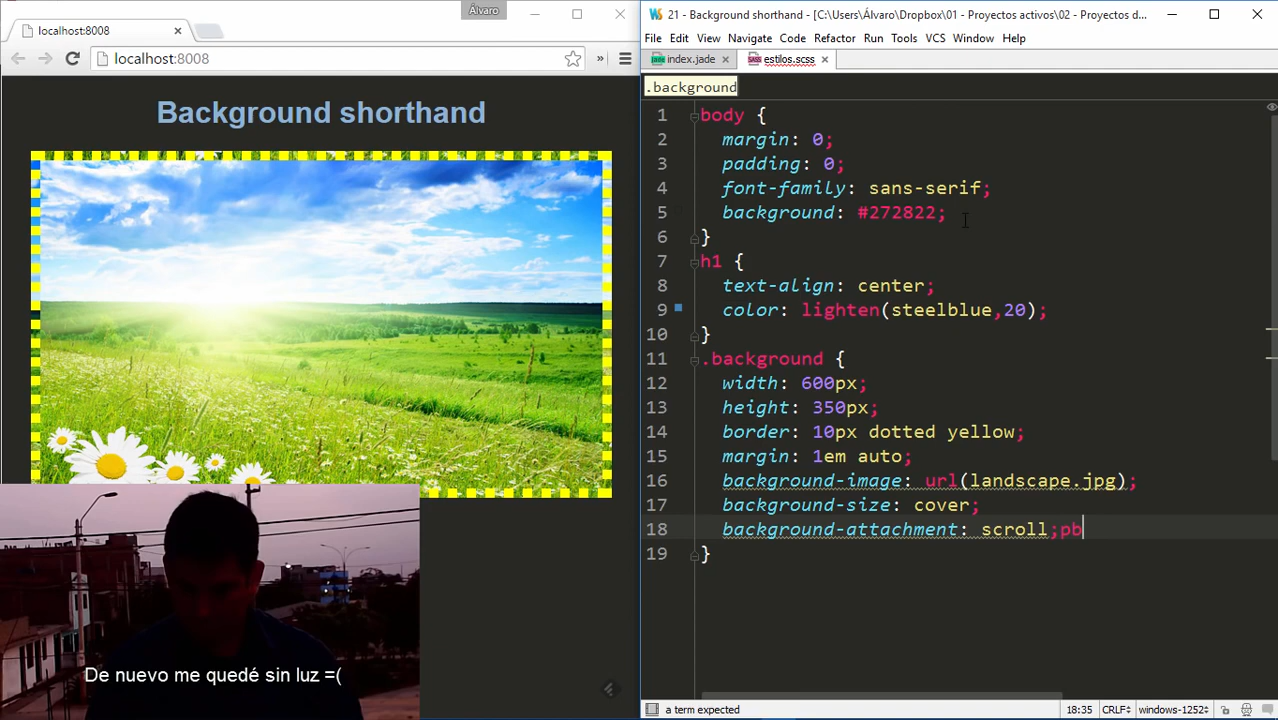 Álvaro
localhost:8008
localhost:8008
»
Background shorthand
De nuevo me quedé sin luz =(
21 - Background shorthand - [C:\Users\Álvaro\Dropbox\01 - Proyectos activos\02 - Proyectos d...
File Edit View Navigate Code Refactor Run Tools VCS Window Help
index.jade estilos.scss
.background
1 body {
2 margin: 0;
3 padding: 0;
4 font-family: sans-serif;
5 background: #272822;
6 }
7 h1 {
8 text-align: center;
9 color: lighten(steelblue,20);
10 }
11 .background {
12 width: 600px;
13 height: 350px;
14 border: 10px dotted yellow;
15 margin: 1em auto;
16 background-image: url(landscape.jpg);
17 background-size: cover;
18 background-attachment: scroll;pb
19 }
a term expected 18:35 CRLF÷ windows-1252÷